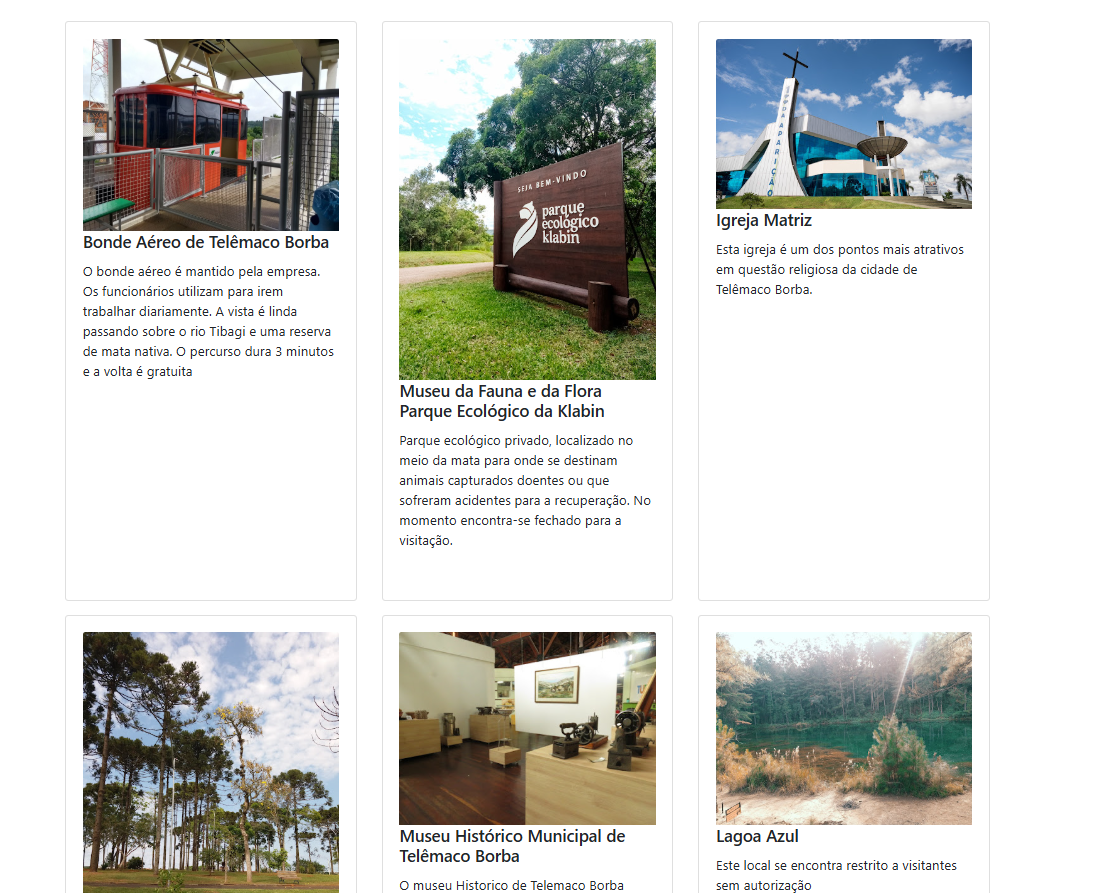 Bonde Aéreo de Telêmaco Borba
O bonde aéreo é mantido pela empresa.
Os funcionários utilizam para irem
trabalhar diariamente. A vista é linda
passando sobre o rio Tibagi e uma reserva
de mata nativa. O percurso dura 3 minutos
e a volta é gratuita
SEJA BEM-VINDO
parque
ecológico
klabin
Museu da Fauna e da Flora
Parque Ecológico da Klabin
Parque ecológico privado, localizado no
meio da mata para onde se destinam
animais capturados doentes ou que
sofreram acidentes para a recuperação. No
momento encontra-se fechado para a
visitação.
Igreja Matriz
Esta igreja é um dos pontos mais atrativos
em questão religiosa da cidade de
Telêmaco Borba.
Museu Histórico Municipal de
Telêmaco Borba
O museu Historico de Telemaco Borba
Lagoa Azul
Este local se encontra restrito a visitantes
sem autorização